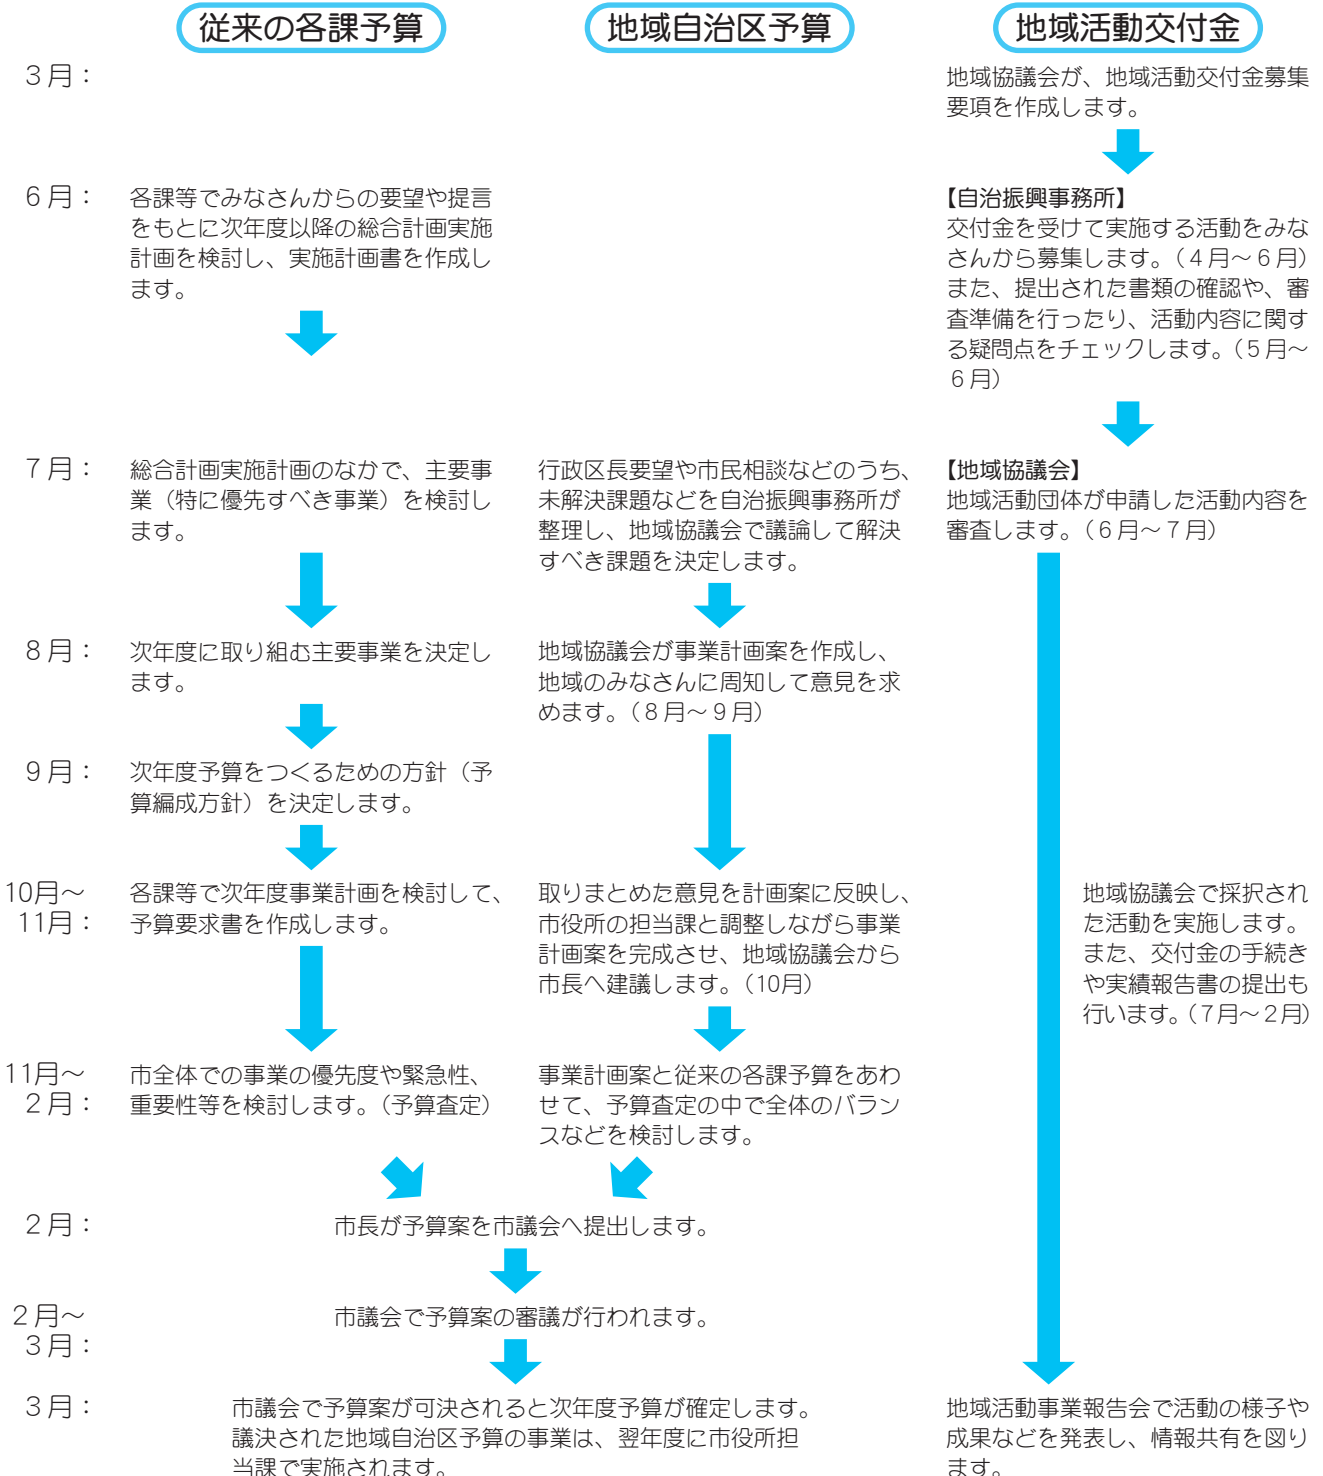 従来の各課予算
地域自治区予算
地域活動交付金
3月：
地域協議会が、地域活動交付金募集
要項を作成します。
6月：
各課等でみなさんからの要望や提言
をもとに次年度以降の総合計画実施
計画を検討し、実施計画書を作成し
ます。
【自治振興事務所】
交付金を受けて実施する活動をみな
さんから募集します。（4月～6月）
また、提出された書類の確認や、審
査準備を行ったり、活動内容に関す
る疑問点をチェックします。（5月～
6月）
7月：
総合計画実施計画のなかで、主要事
業（特に優先すべき事業）を検討し
ます。
行政区長要望や市民相談などのうち、
未解決課題などを自治振興事務所が
整理し、地域協議会で議論して解決
すべき課題を決定します。
【地域協議会】
地域活動団体が申請した活動内容を
審査します。（6月～7月）
8月：
次年度に取り組む主要事業を決定し
ます。
地域協議会が事業計画案を作成し、
地域のみなさんに周知して意見を求
めます。（8月～9月）
9月：
次年度予算をつくるための方針（予
算編成方針）を決定します。
10月～
11月：
各課等で次年度事業計画を検討して、
予算要求書を作成します。
取りまとめた意見を計画案に反映し、
市役所の担当課と調整しながら事業
計画案を完成させ、地域協議会から
市長へ建議します。（10月）
地域協議会で採択され
た活動を実施します。
また、交付金の手続き
や実績報告書の提出も
行います。（7月～2月）
11月～
2月：
市全体での事業の優先度や緊急性、
重要性等を検討します。（予算査定）
事業計画案と従来の各課予算をあわ
せて、予算査定の中で全体のバラン
スなどを検討します。
2月：
市長が予算案を市議会へ提出します。
2月～
3月：
市議会で予算案の審議が行われます。
3月：
市議会で予算案が可決されると次年度予算が確定します。
議決された地域自治区予算の事業は、翌年度に市役所担
当課で実施されます。
地域活動事業報告会で活動の様子や
成果などを発表し、情報共有を図り
ます。